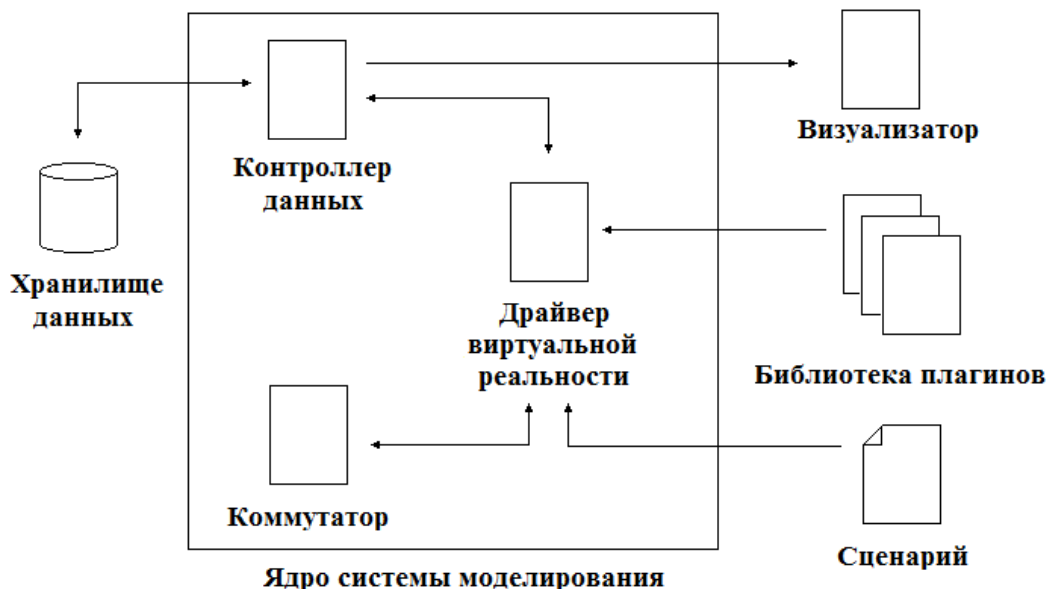 Визуализатор
Контроллер
данных
Хранилище
данных
Драйвер
виртуальной
реальности
Библиотека плагинов
Коммутатор
Сценарий
Ядро системы моделирования